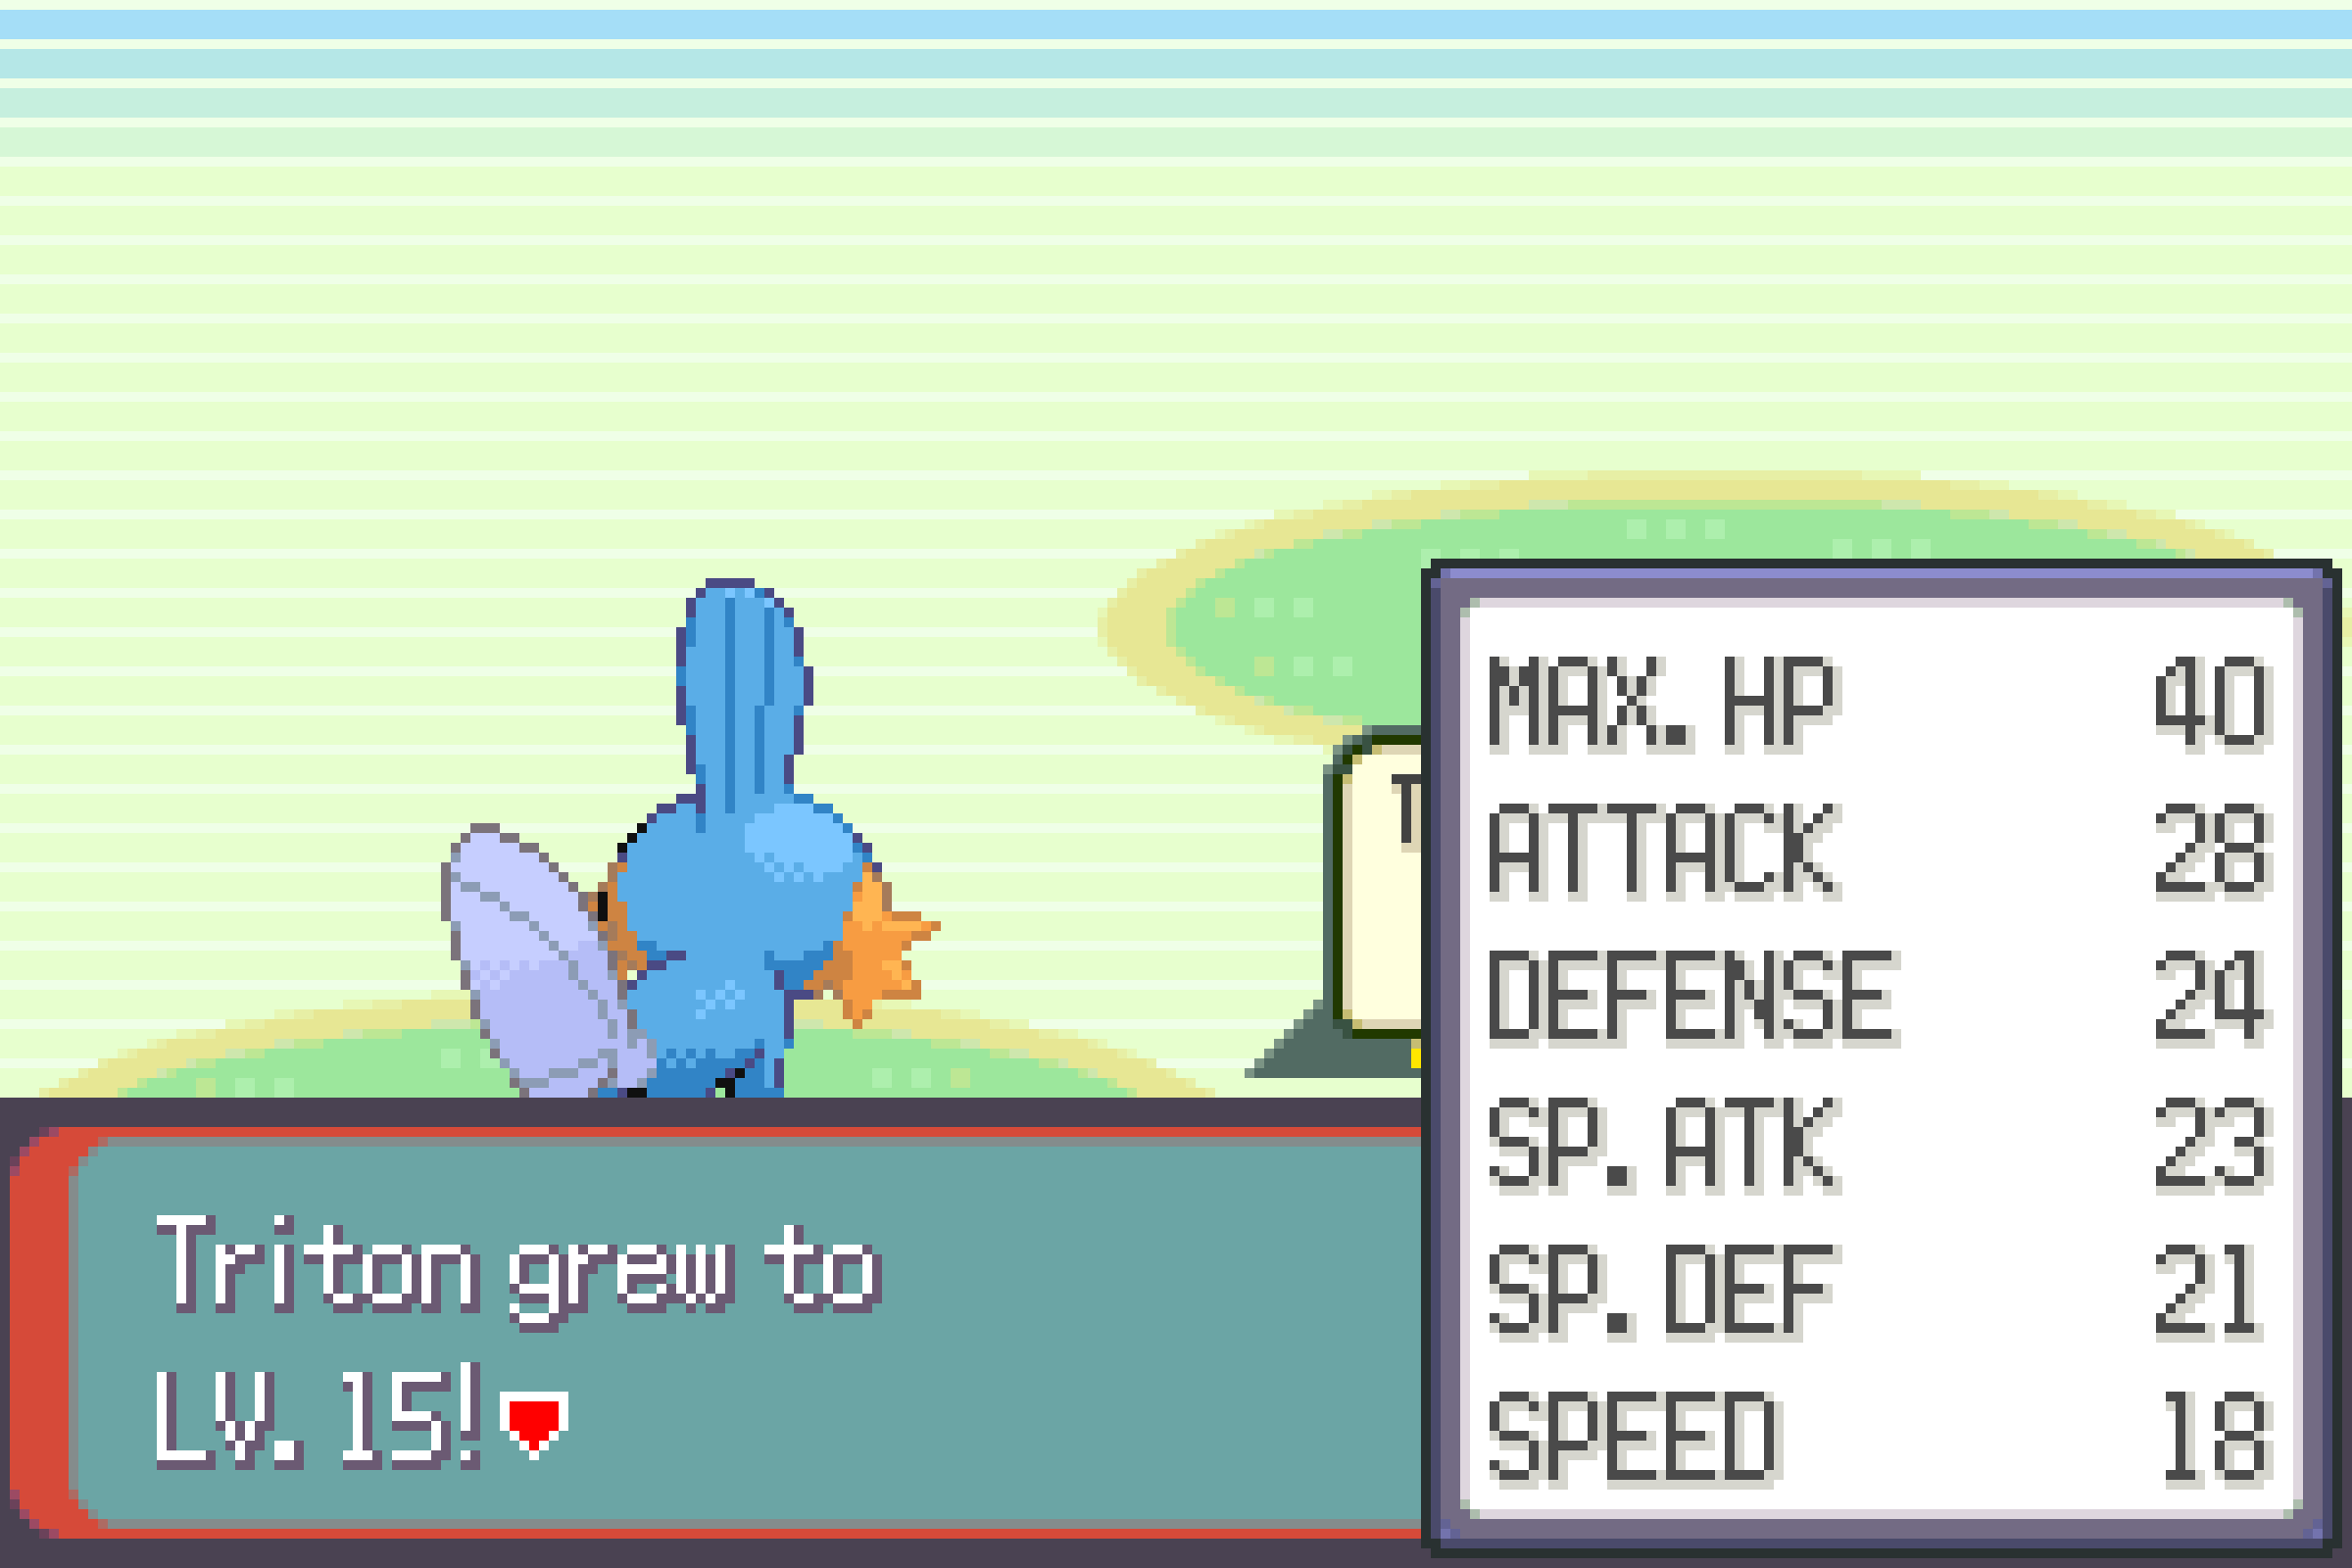 T
MAX. HP 40
ATTACK 28
DEFENSE 24
SP. ATK 23
SP. DEF 21
SPEED 18
Triton grew to
LV. 15!